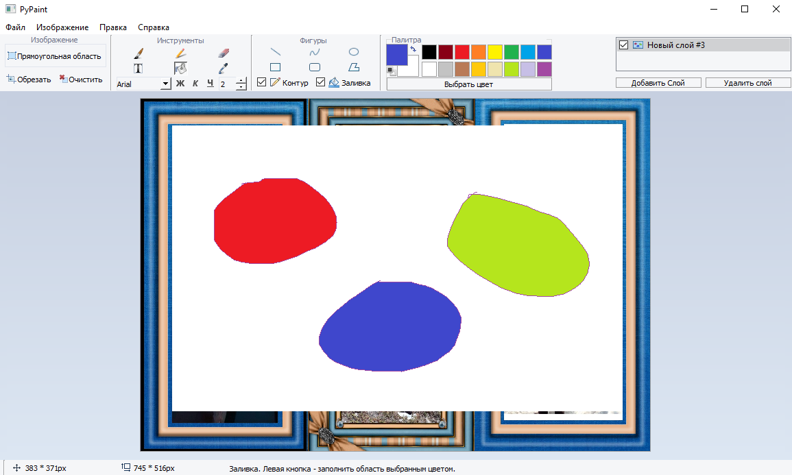 PyPaint
Файл Изображение Правка Справка
Изображение
Прямоугольная область
Обрезать Очистить
Инструменты
T
Arial Ж К Ч 2
Фигуры
Контур Заливка
Палитра
Выбрать цвет
Новый слой #3
Добавить Слой Удалить слой
383 * 371px 745 * 516px Заливка. Левая кнопка - заполнить область выбранным цветом.